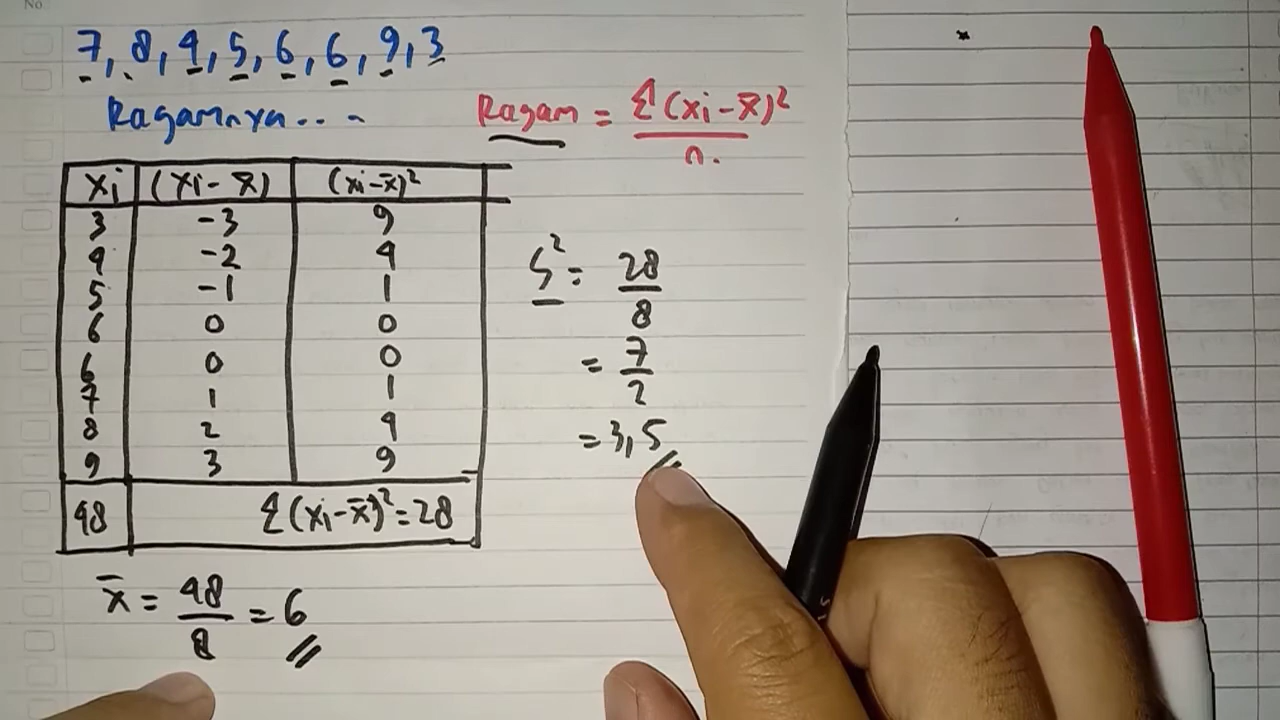 No
7, 8, 4, 5, 6, 6, 9, 3
Ragamnya...
Ragam = Σ(xi - x̄)²
n.
xi (xi - x̄) (xi - x̄)²
3 -3 9
4 -2 4
5 -1 1
6 0 0
6 0 0
7 1 1
8 2 4
9 3 9
48 Σ(xi - x̄)² = 28
x̄ = 48/8 = 6
S² = 28/8
= 7/2
= 3,5